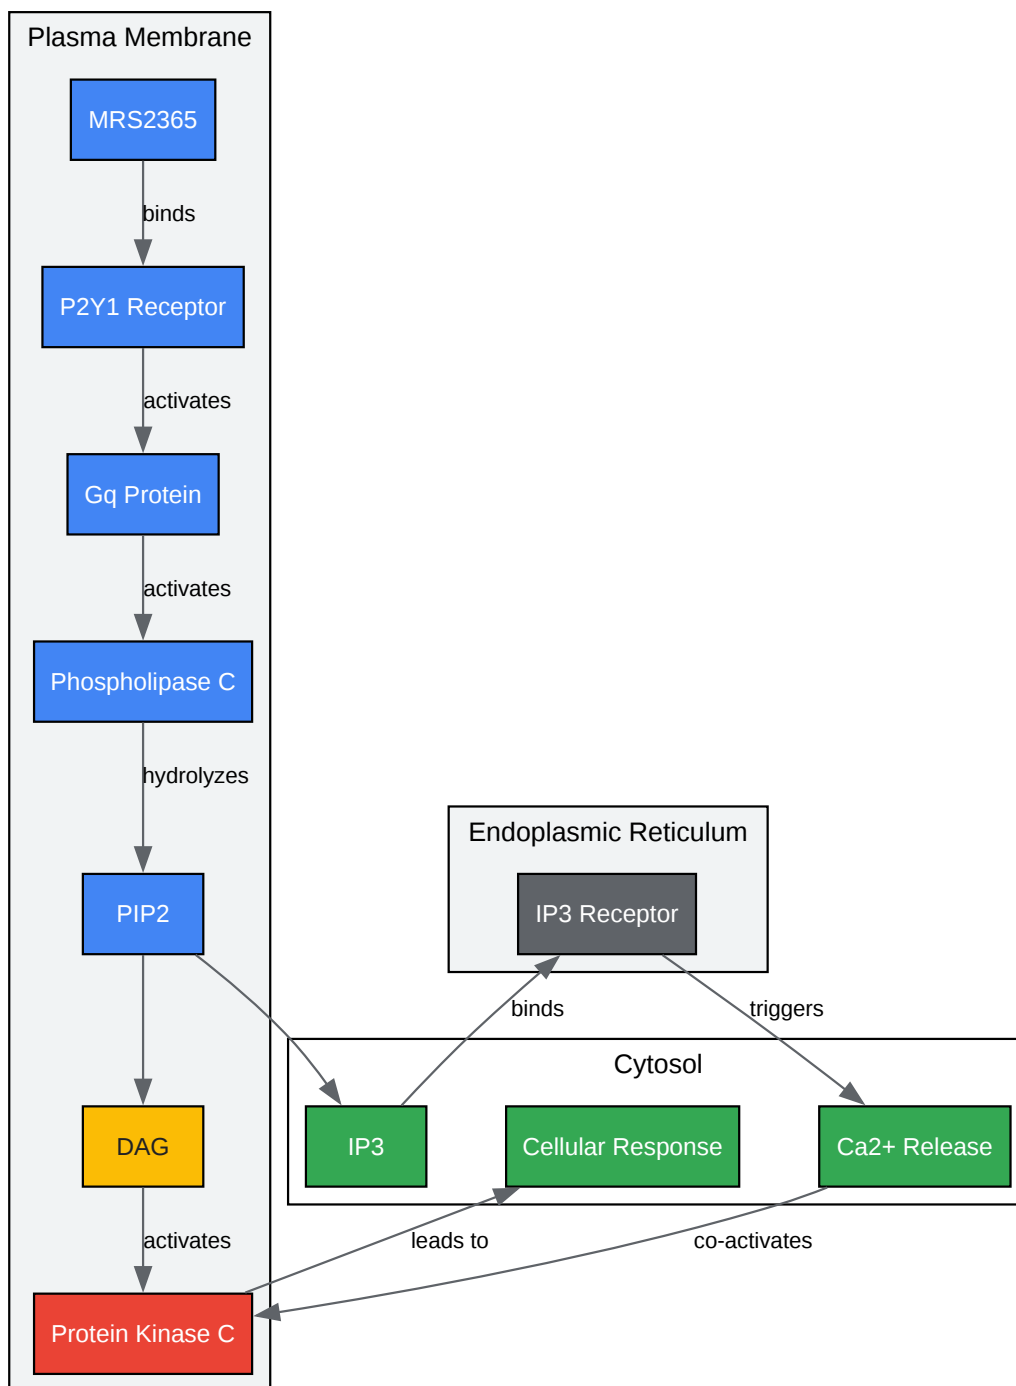 Plasma Membrane
MRS2365
binds
P2Y1 Receptor
activates
Gq Protein
activates
Phospholipase C
hydrolyzes
PIP2
Endoplasmic Reticulum
IP3 Receptor
binds
triggers
Cytosol
DAG
IP3
Cellular Response
Ca2+ Release
activates
leads to
co-activates
Protein Kinase C